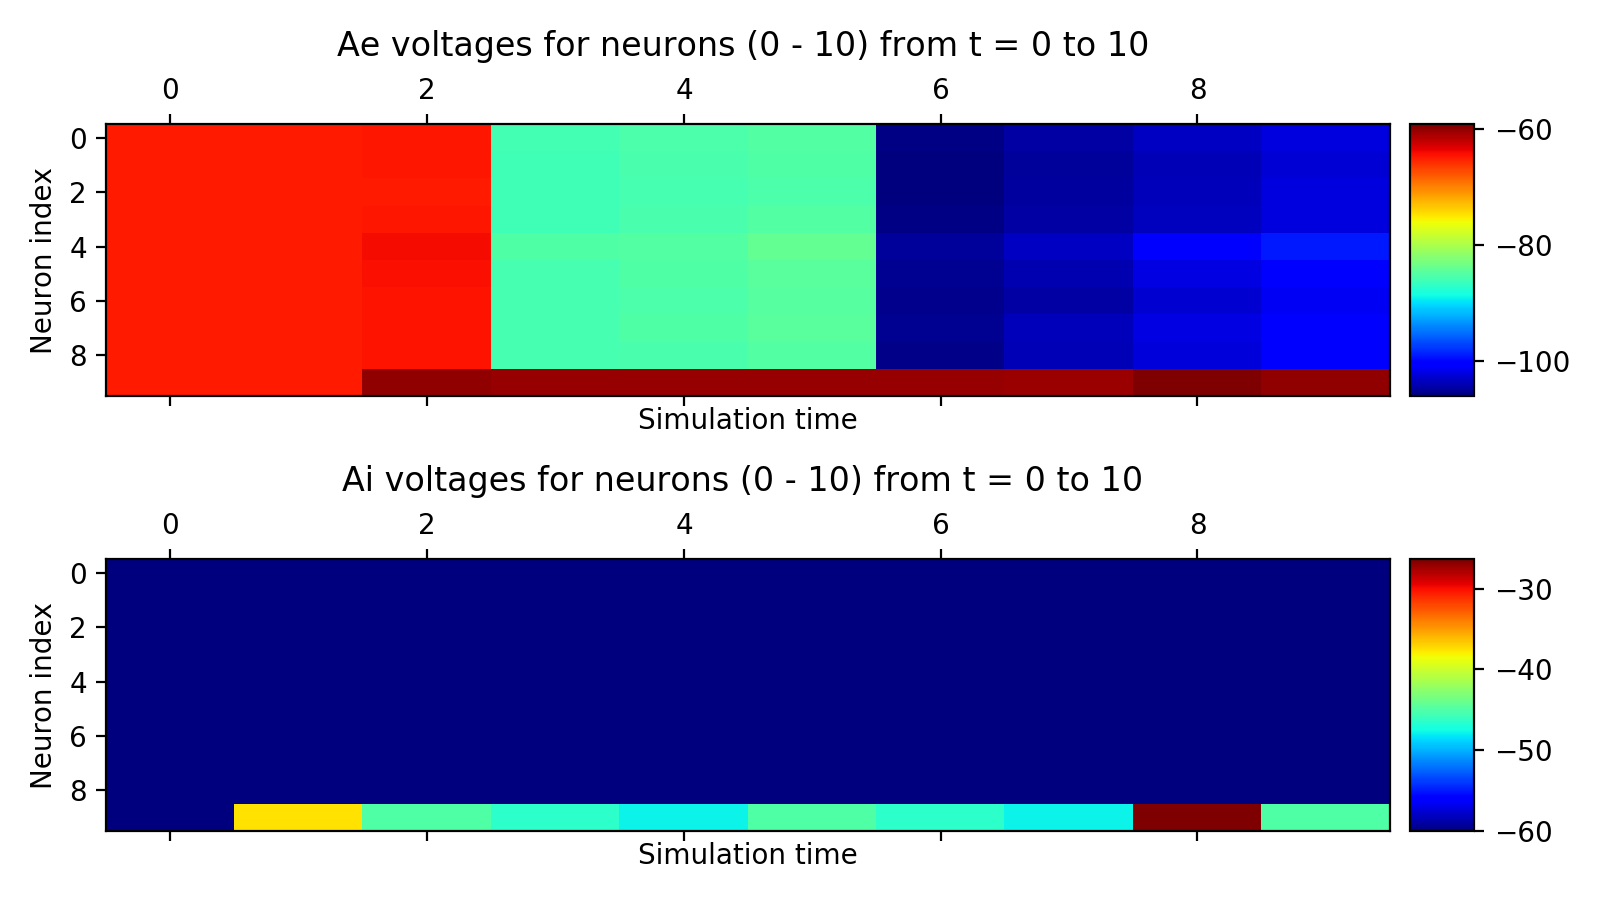 Ae voltages for neurons (0 - 10) from t = 0 to 10
0 2 4 6 8
Neuron index
0
2
4
6
8
−60
−80
−100
Simulation time
Ai voltages for neurons (0 - 10) from t = 0 to 10
0 2 4 6 8
Neuron index
0
2
4
6
8
−30
−40
−50
−60
Simulation time